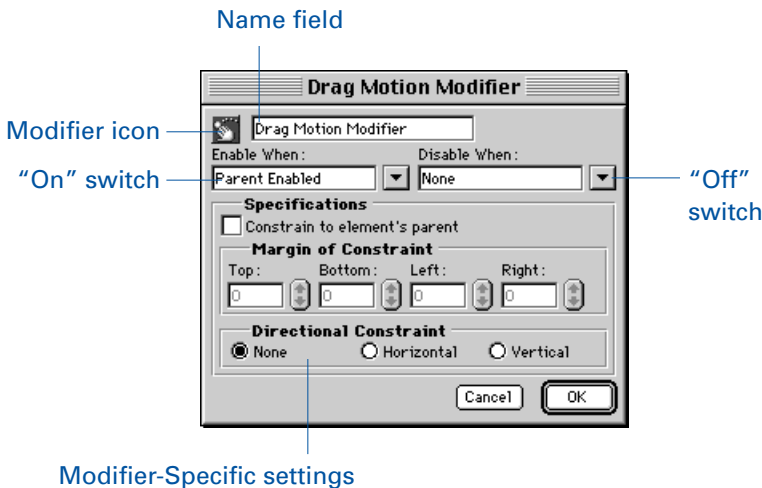 Name field
Drag Motion Modifier
Modifier icon
Drag Motion Modifier
Enable When: Disable When:
"On" switch
Parent Enabled None
"Off" switch
Specifications
Constrain to element's parent
Margin of Constraint
Top: Bottom: Left: Right:
0 0 0 0
Directional Constraint
None Horizontal Vertical
Cancel OK
Modifier-Specific settings